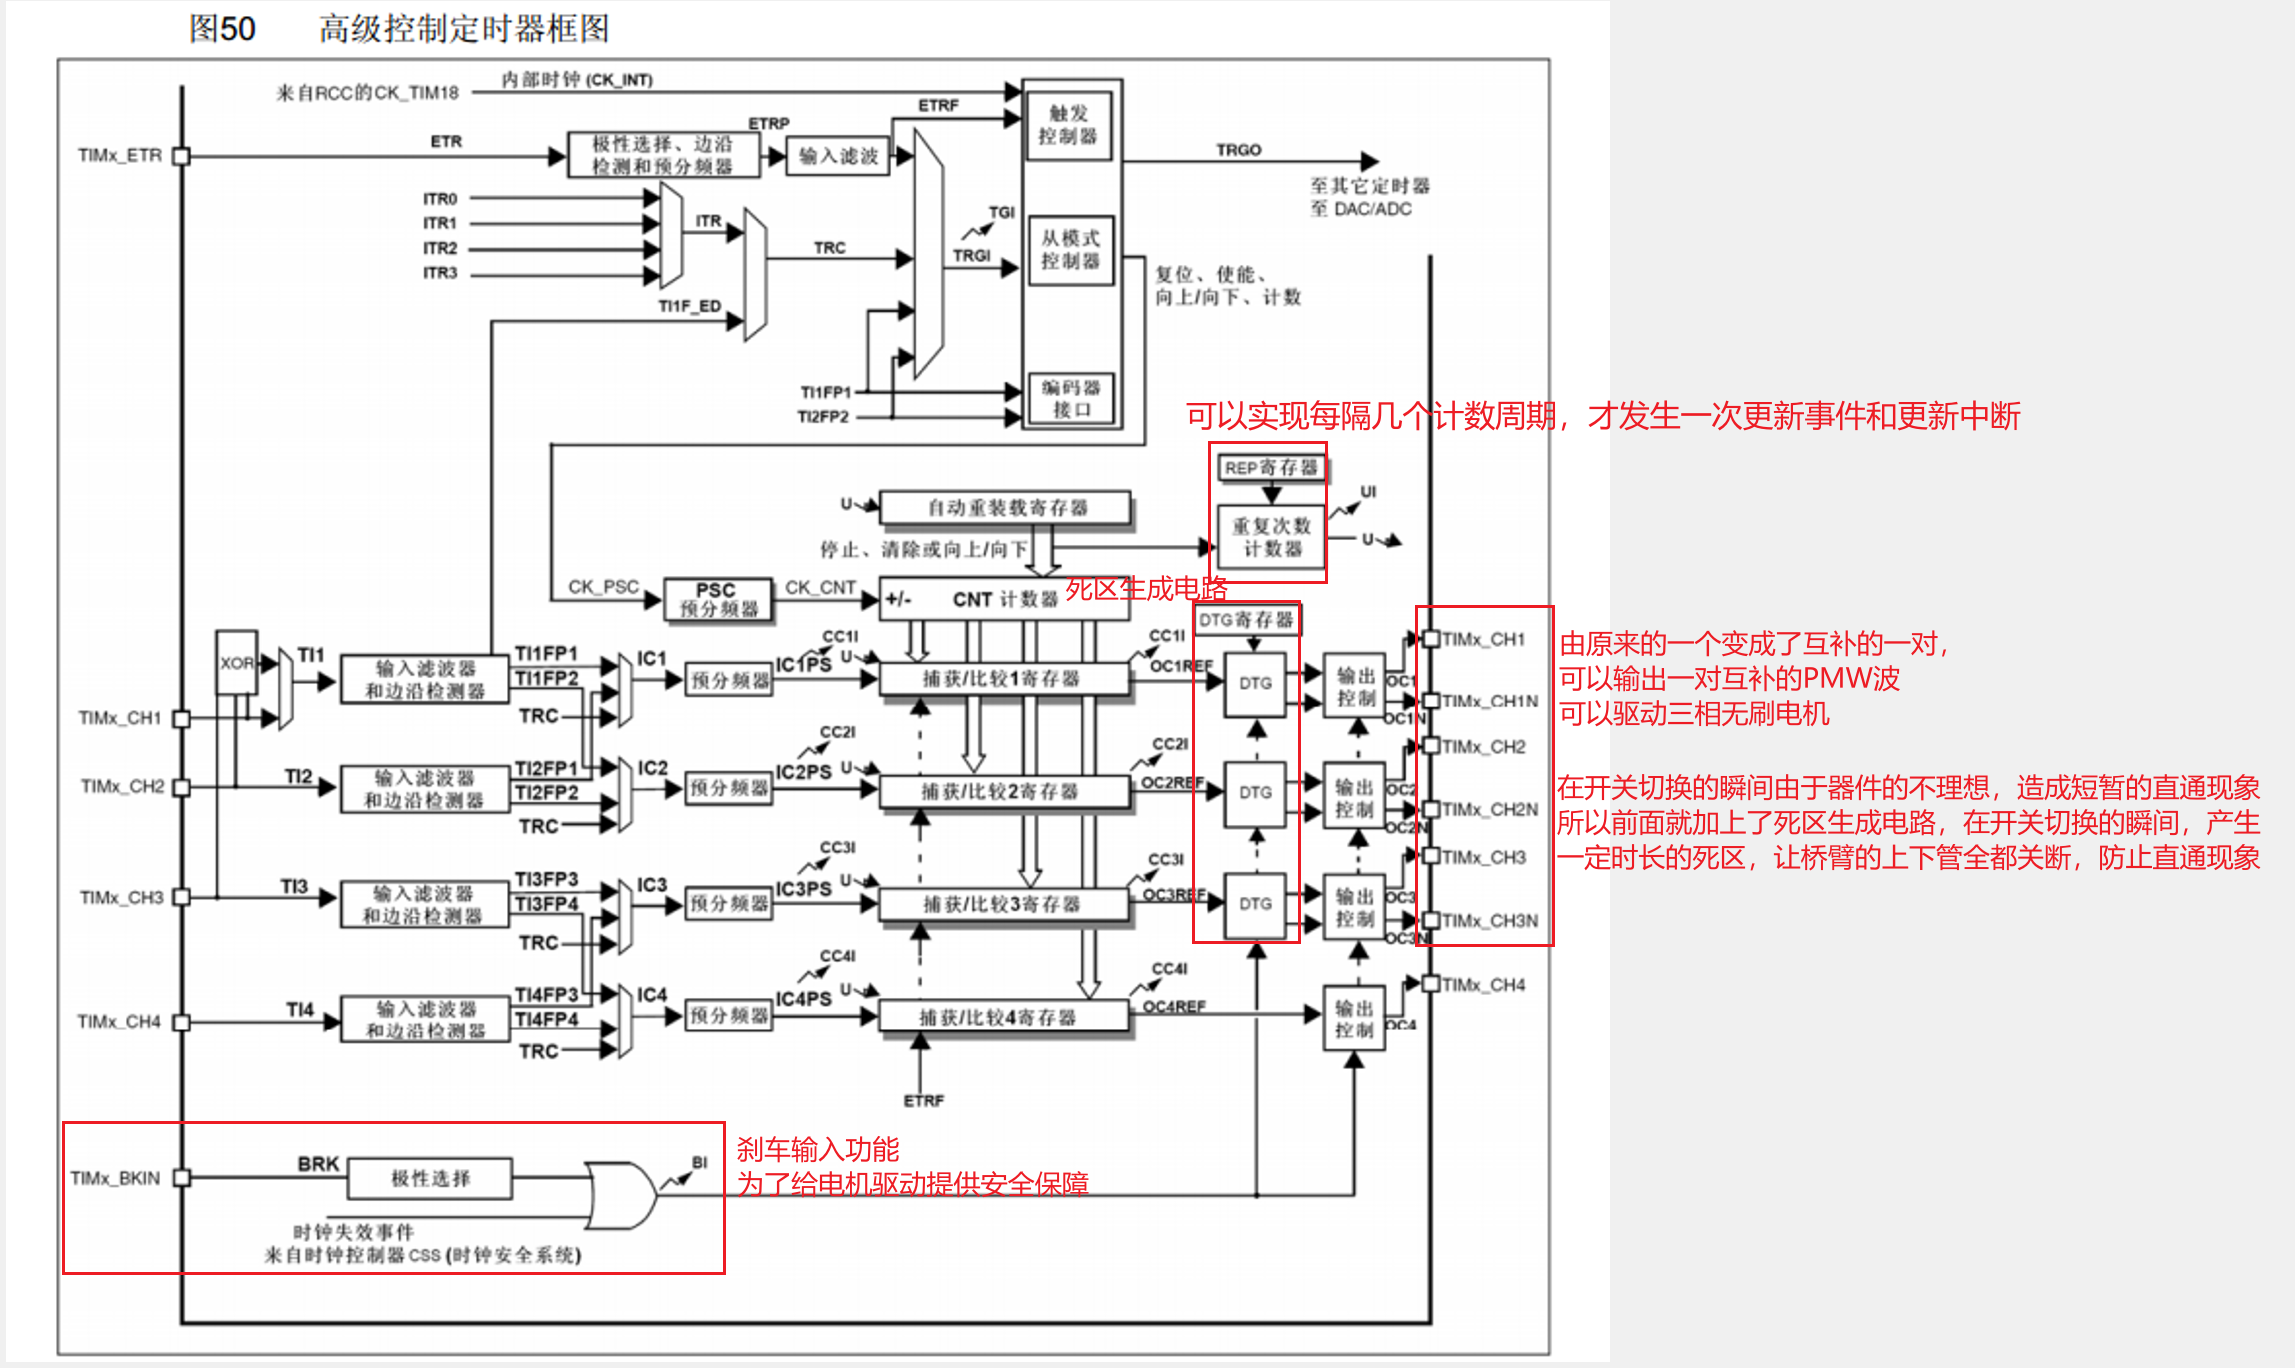 图50 高级控制定时器框图
内部时钟 (CK_INT)
来自RCC的CK_TIM18
ETRF
触发
控制器
TIMx_ETR
ETR
极性选择、边沿
检测和预分频器
ETRP
输入滤波
TRGO
至其它定时器
至 DAC/ADC
ITR0
ITR1
ITR2
ITR3
ITR
TRC
TGI
TRGI
从模式
控制器
复位、使能、
向上/向下、计数
TI1F_ED
TI1FP1
TI2FP2
编码器
接口
可以实现每隔几个计数周期，才发生一次更新事件和更新中断
REP寄存器
UI
U
自动重装载寄存器
重复次数
计数器
U
停止、清除或向上/向下
CK_PSC
PSC
预分频器
CK_CNT
+/-
CNT 计数器
死区生成电路
DTG寄存器
XOR
TI1
输入滤波器
和边沿检测器
TI1FP1
TI1FP2
TRC
IC1
预分频器
CC1I
U
IC1PS
捕获/比较1寄存器
CC1I
OC1REF
DTG
输出
控制
OC1
OC1N
TIMx_CH1
TIMx_CH1N
由原来的一个变成了互补的一对，
可以输出一对互补的PMW波
可以驱动三相无刷电机
TIMx_CH1
TIMx_CH2
TI2
输入滤波器
和边沿检测器
TI2FP1
TI2FP2
TRC
IC2
预分频器
CC2I
U
IC2PS
捕获/比较2寄存器
CC2I
OC2REF
DTG
输出
控制
OC2
OC2N
TIMx_CH2
TIMx_CH2N
在开关切换的瞬间由于器件的不理想，造成短暂的直通现象
所以前面就加上了死区生成电路，在开关切换的瞬间，产生
一定时长的死区，让桥臂的上下管全都关断，防止直通现象
TIMx_CH3
TI3
输入滤波器
和边沿检测器
TI3FP3
TI3FP4
TRC
IC3
预分频器
CC3I
U
IC3PS
捕获/比较3寄存器
CC3I
OC3REF
DTG
输出
控制
OC3
OC3N
TIMx_CH3
TIMx_CH3N
TIMx_CH4
TI4
输入滤波器
和边沿检测器
TI4FP3
TI4FP4
TRC
IC4
预分频器
CC4I
U
IC4PS
捕获/比较4寄存器
CC4I
OC4REF
输出
控制
OC4
TIMx_CH4
ETRF
TIMx_BKIN
BRK
极性选择
BI
刹车输入功能
为了给电机驱动提供安全保障
时钟失效事件
来自时钟控制器 CSS (时钟安全系统)